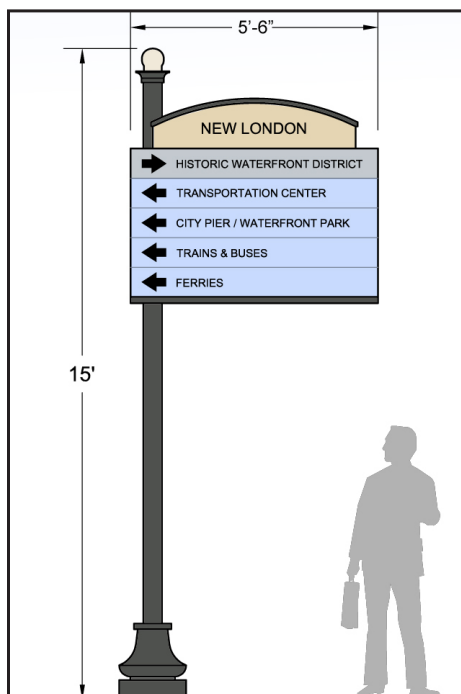 5'-6"
NEW LONDON
HISTORIC WATERFRONT DISTRICT
TRANSPORTATION CENTER
CITY PIER / WATERFRONT PARK
TRAINS & BUSES
FERRIES
15'